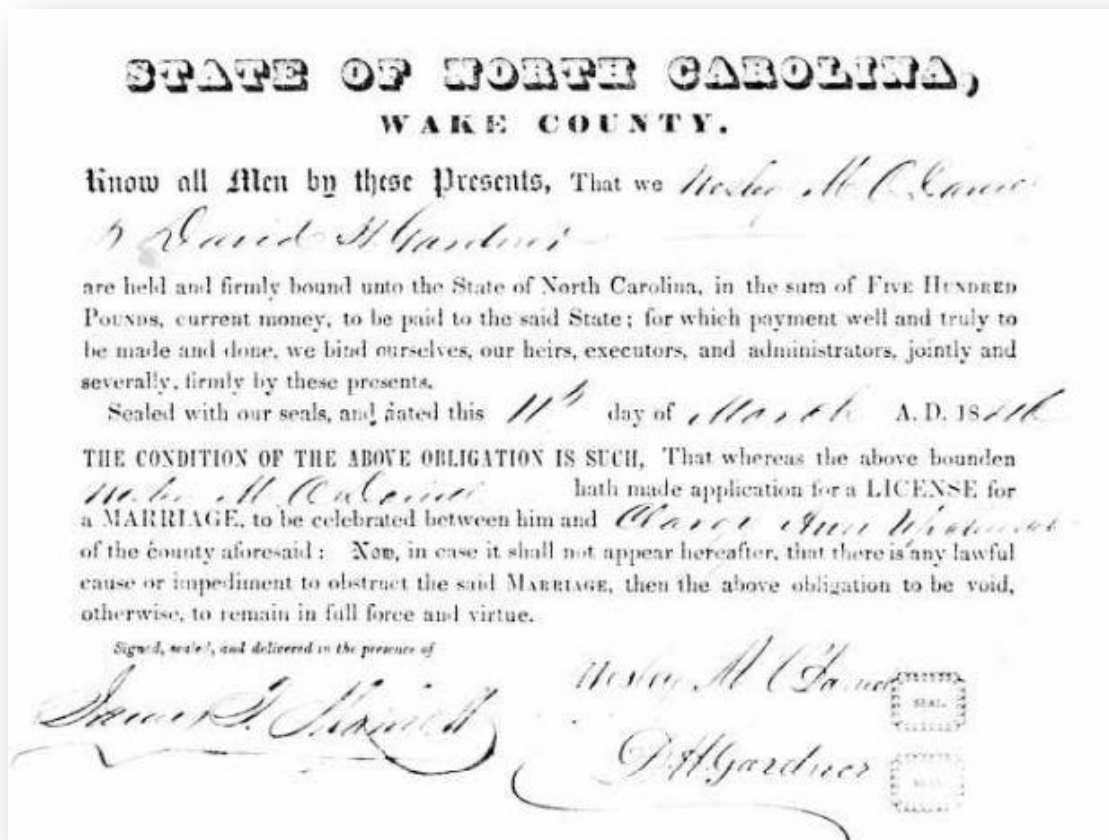 STATE OF NORTH CAROLINA,
WAKE COUNTY.
Know all Men by these Presents, That we Wesley M
& David H Gardner
are held and firmly bound unto the State of North Carolina, in the sum of FIVE HUNDRED
POUNDS, current money, to be paid to the said State; for which payment well and truly to
be made and done, we bind ourselves, our heirs, executors, and administrators, jointly and
severally, firmly by these presents.
Sealed with our seals, and dated this 11th day of March A. D. 18
THE CONDITION OF THE ABOVE OBLIGATION IS SUCH, That whereas the above bounden
M hath made application for a LICENSE for
a MARRIAGE, to be celebrated between him and Ann
of the county aforesaid: Now, in case it shall not appear hereafter, that there is any lawful
cause or impediment to obstruct the said MARRIAGE, then the above obligation to be void,
otherwise, to remain in full force and virtue.
Signed, sealed, and delivered in the presence of
Wesley M
SEAL.
James T.
D. H. Gardner
SEAL.